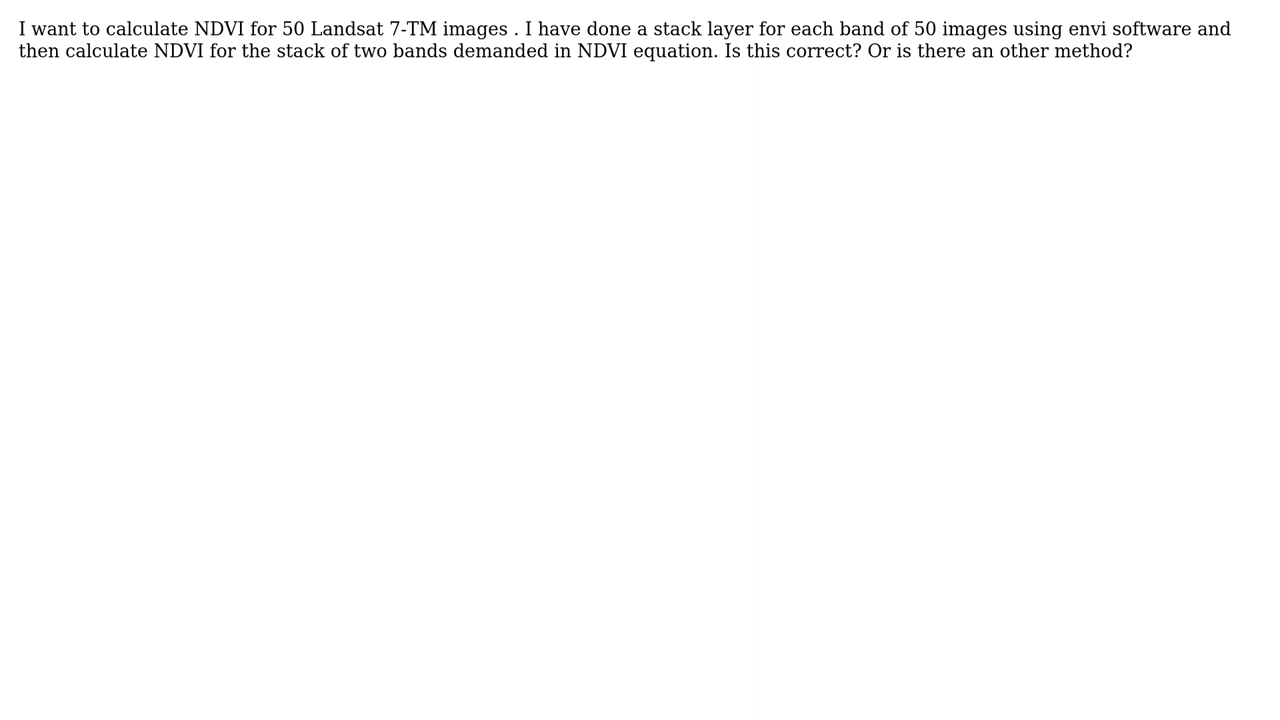 I want to calculate NDVI for 50 Landsat 7-TM images . I have done a stack layer for each band of 50 images using envi software and
then calculate NDVI for the stack of two bands demanded in NDVI equation. Is this correct? Or is there an other method?